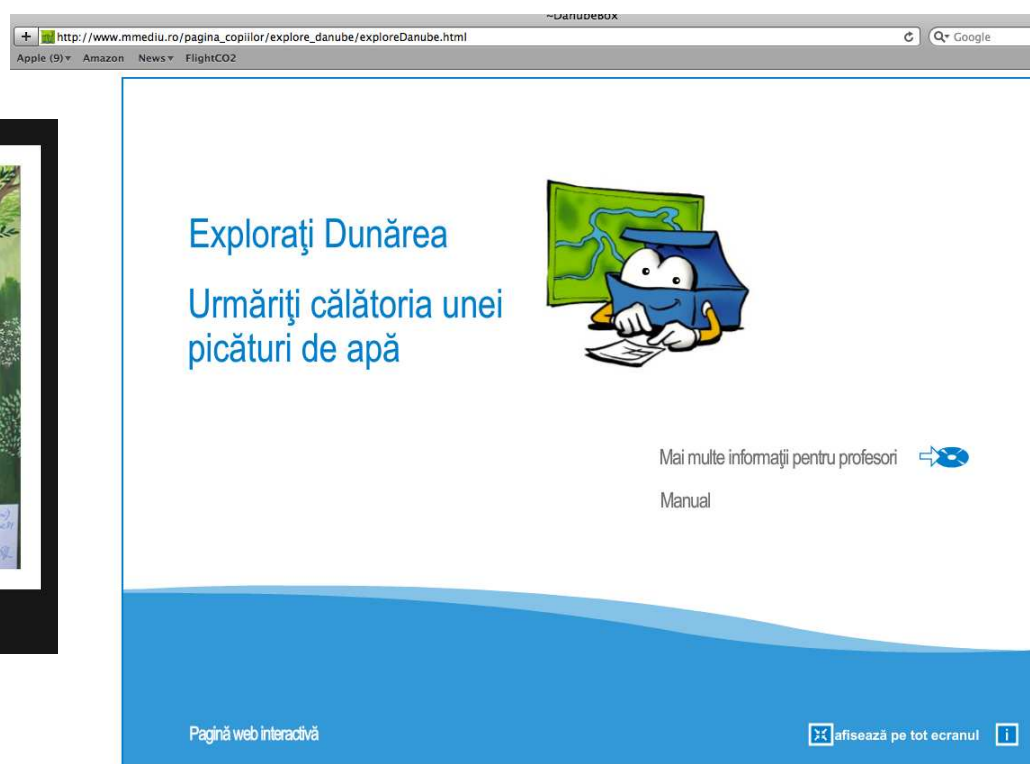 ~DanubeBox
http://www.mmediu.ro/pagina_copiilor/explore_danube/exploreDanube.html
Google
Apple (9) Amazon News FlightCO2
Exploraţi Dunărea
Urmăriţi călătoria unei
picături de apă
Mai multe informaţii pentru profesori
Manual
Pagină web interactivă
afisează pe tot ecranul
i